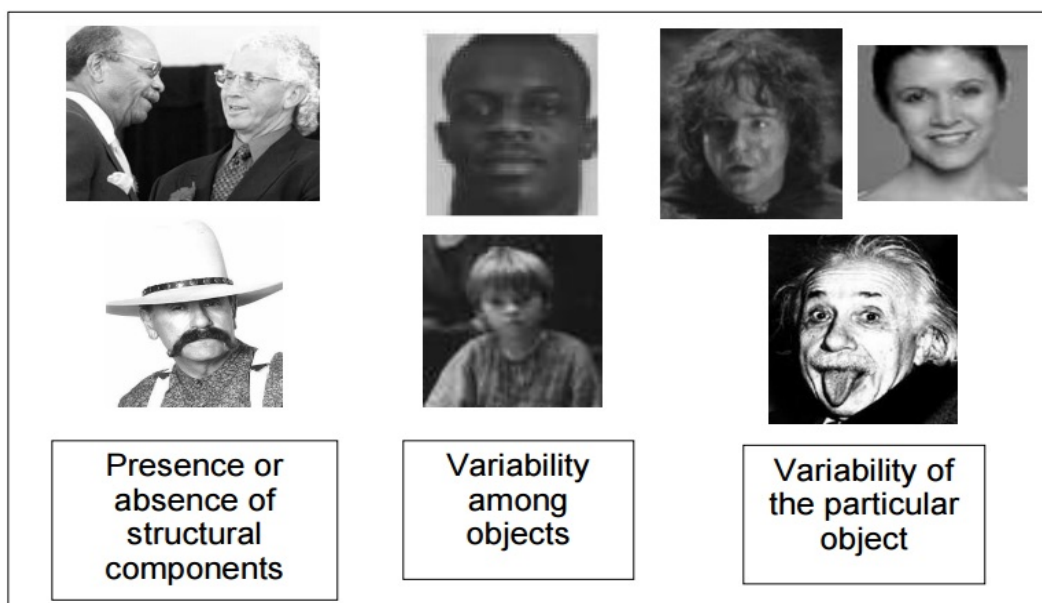 Presence or
absence of
structural
components
Variability
among
objects
Variability of
the particular
object